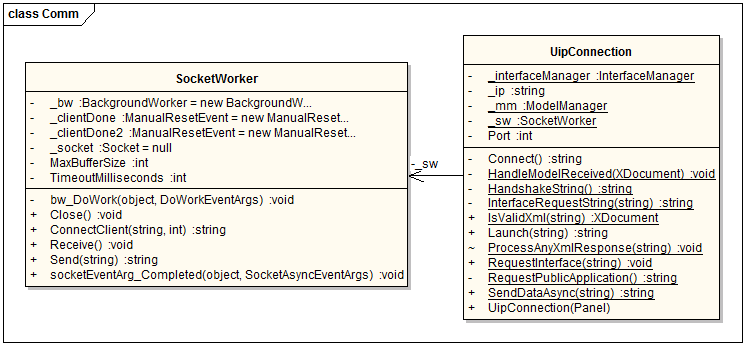 class Comm
SocketWorker
- _bw :BackgroundWorker = new BackgroundW...
- _clientDone :ManualResetEvent = new ManualReset...
- _clientDone2 :ManualResetEvent = new ManualReset...
- _socket :Socket = null
- MaxBufferSize :int
- TimeoutMilliseconds :int
- bw_DoWork(object, DoWorkEventArgs) :void
+ Close() :void
+ ConnectClient(string, int) :string
+ Receive() :void
+ Send(string) :string
+ socketEventArg_Completed(object, SocketAsyncEventArgs) :void
-_sw
UipConnection
- _interfaceManager :InterfaceManager
- _ip :string
- _mm :ModelManager
- _sw :SocketWorker
- Port :int
- Connect() :string
- HandleModelReceived(XDocument) :void
- HandshakeString() :string
- InterfaceRequestString(string) :string
+ IsValidXml(string) :XDocument
+ Launch(string) :string
~ ProcessAnyXmlResponse(string) :void
+ RequestInterface(string) :void
- RequestPublicApplication() :string
+ SendDataAsync(string) :string
+ UipConnection(Panel)